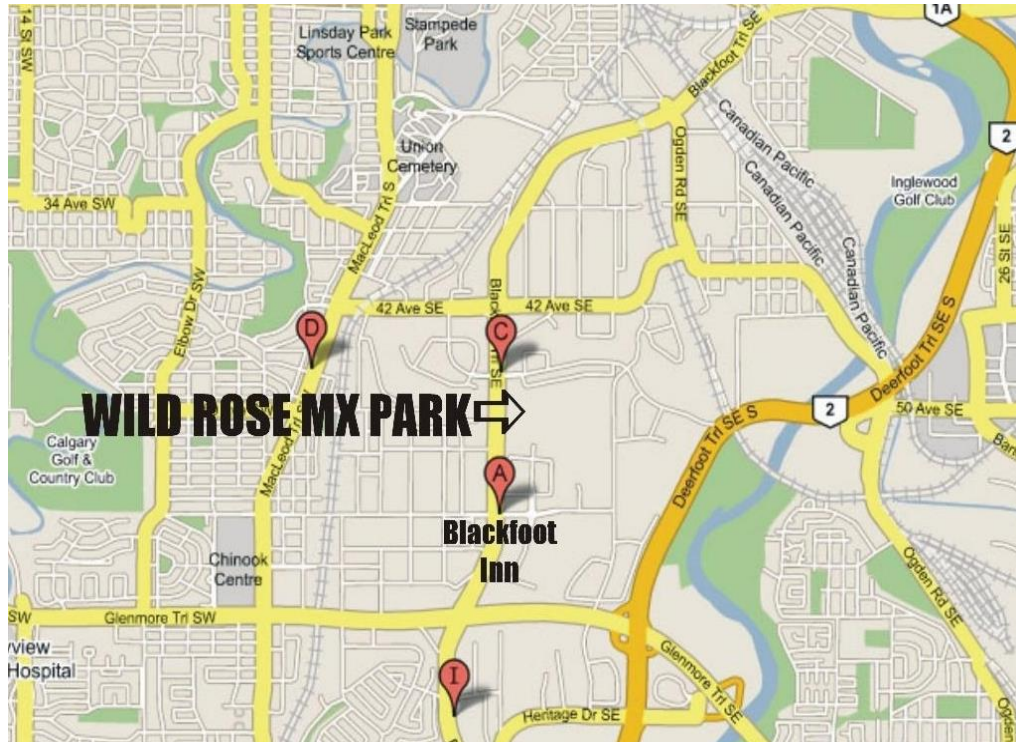 14 St SW
Linsday Park
Sports Centre
Stampede
Park
Blackfoot Trl SE
1A
2
Union
Cemetery
Ogden Rd SE
Canadian Pacific
Canadian Pacific
Canadian Pacific
Inglewood
Golf Club
34 Ave SW
MacLeod Trl S
26 St SE
Elbow Dr SW
42 Ave SE
42 Ave SE
D
C
Deerfoot Trl SE S
WILD ROSE MX PARK
2
50 Ave SE
Calgary
Golf &
Country Club
MacLeod Trl SW
Deerfoot Trl SE S
A
Blackfoot
Inn
Chinook
Centre
Ogden Rd SE
SW
Glenmore Trl SW
Glenmore Trl SE
view
Hospital
I
Heritage Dr SE